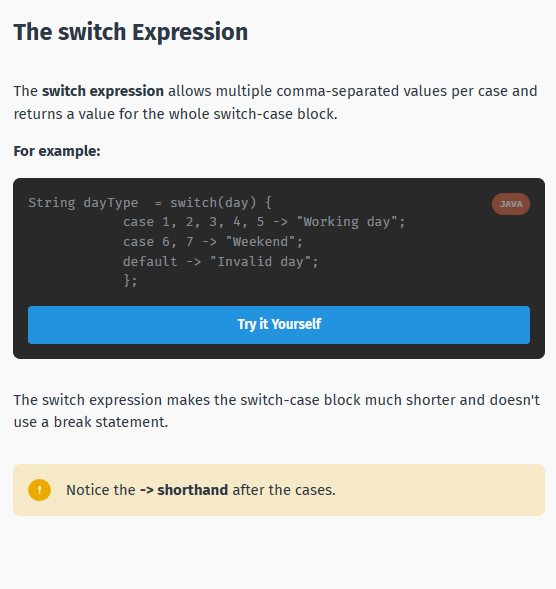 The switch Expression
The switch expression allows multiple comma-separated values per case and
returns a value for the whole switch-case block.
For example:
String dayType  = switch(day) {
JAVA
            case 1, 2, 3, 4, 5 -> "Working day";
            case 6, 7 -> "Weekend";
            default -> "Invalid day";
            };
Try it Yourself
The switch expression makes the switch-case block much shorter and doesn't
use a break statement.
!
Notice the -> shorthand after the cases.